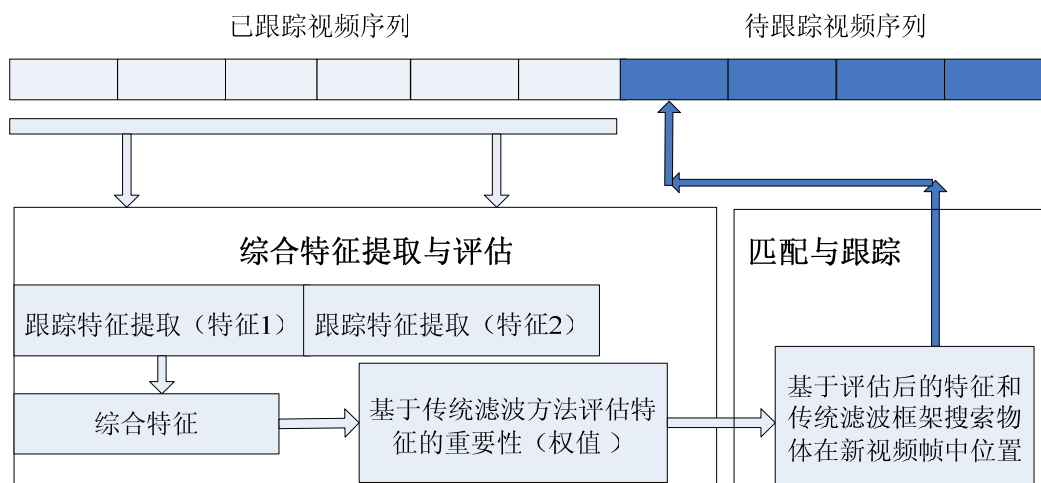 已跟踪视频序列
待跟踪视频序列
综合特征提取与评估
匹配与跟踪
跟踪特征提取（特征1）
跟踪特征提取（特征2）
综合特征
基于传统滤波方法评估特
征的重要性（权值 ）
基于评估后的特征和
传统滤波框架搜索物
体在新视频帧中位置